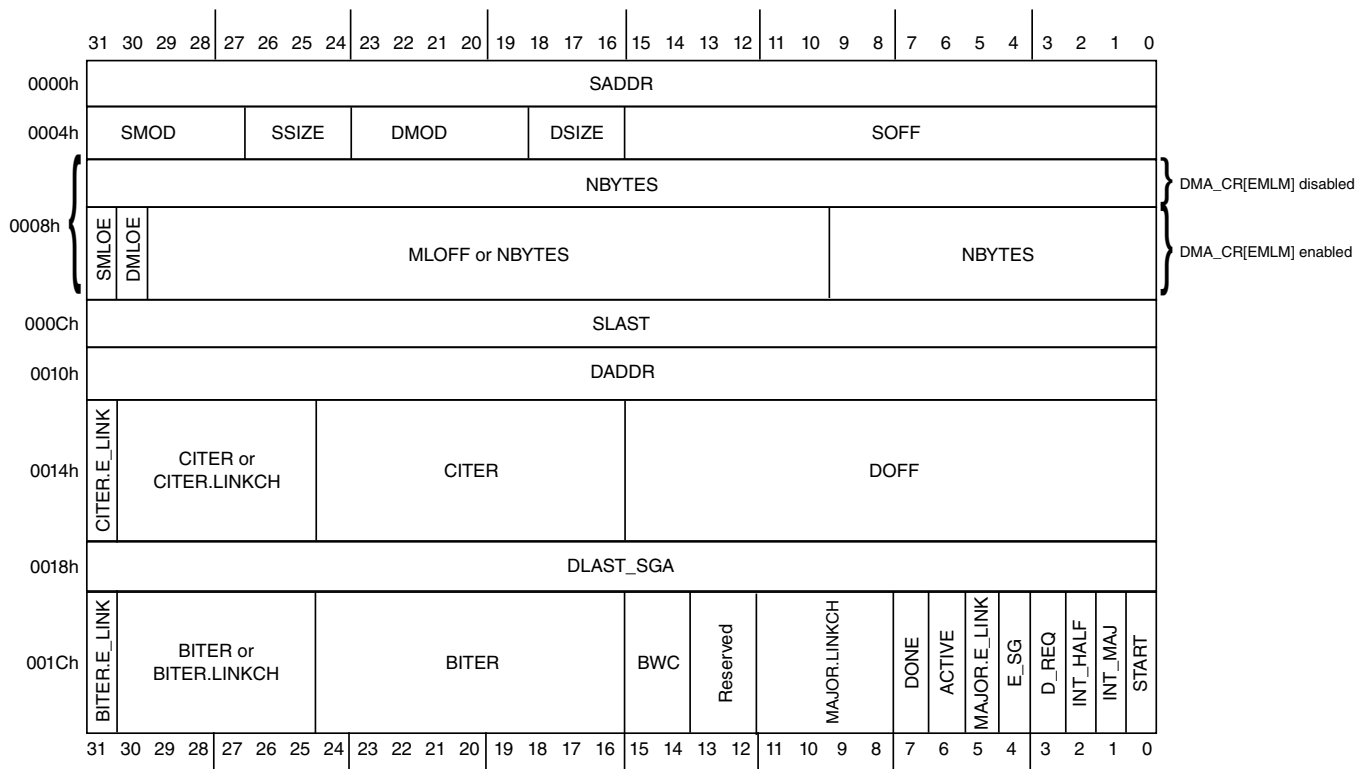 31 30 29 28 27 26 25 24 23 22 21 20 19 18 17 16 15 14 13 12 11 10 9 8 7 6 5 4 3 2 1 0
0000h SADDR
0004h SMOD SSIZE DMOD DSIZE SOFF
0008h
NBYTES DMA_CR[EMLM] disabled
SMLOE DMLOE MLOFF or NBYTES NBYTES DMA_CR[EMLM] enabled
000Ch SLAST
0010h DADDR
0014h
CITER.E_LINK
CITER or
CITER.LINKCH
CITER
DOFF
0018h DLAST_SGA
001Ch
BITER.E_LINK
BITER or
BITER.LINKCH
BITER
BWC
Reserved
MAJOR.LINKCH
DONE
ACTIVE
MAJOR.E_LINK
E_SG
D_REQ
INT_HALF
INT_MAJ
START
31 30 29 28 27 26 25 24 23 22 21 20 19 18 17 16 15 14 13 12 11 10 9 8 7 6 5 4 3 2 1 0